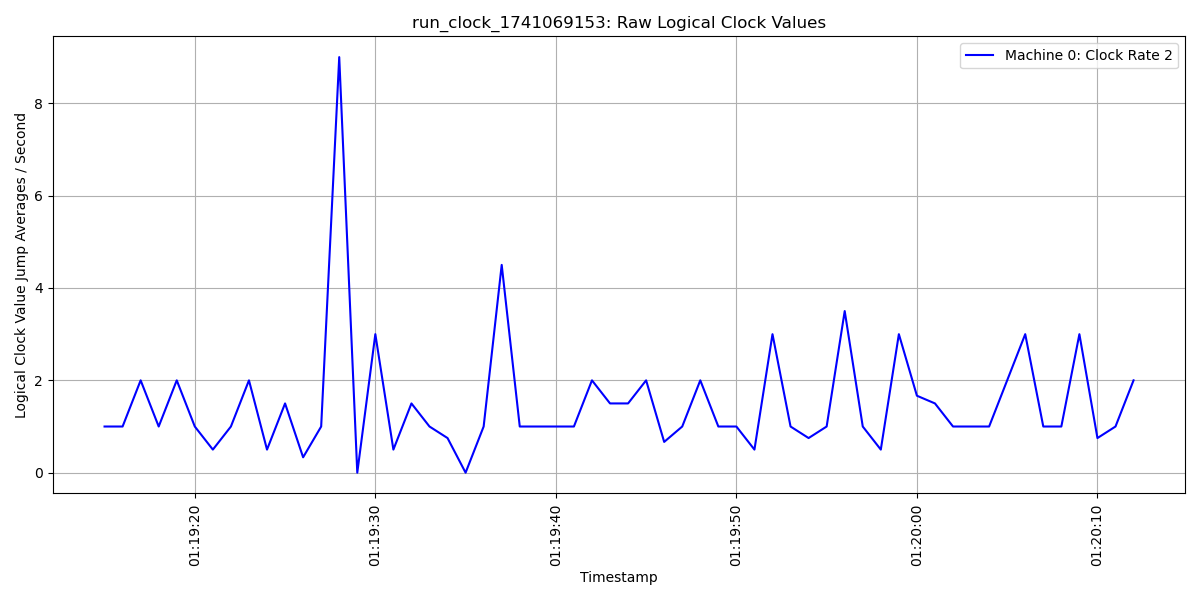 run_clock_1741069153: Raw Logical Clock Values
Machine 0: Clock Rate 2
Logical Clock Value Jump Averages / Second
8
6
4
2
0
01:19:20
01:19:30
01:19:40
01:19:50
01:20:00
01:20:10
Timestamp